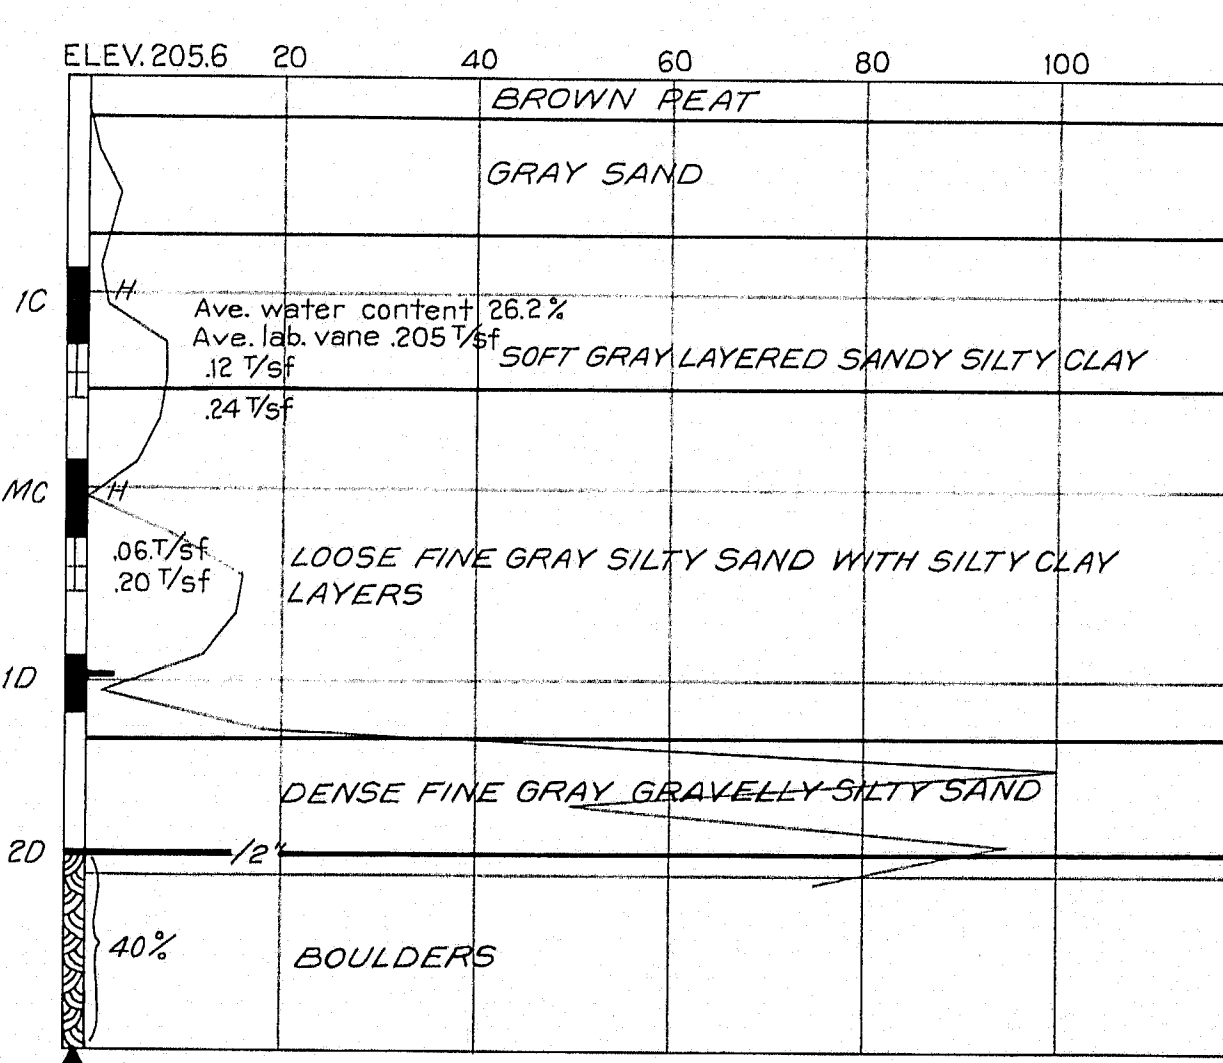 ELEV. 205.6 20 40 60 80 100
BROWN PEAT
GRAY SAND
1C H
Ave. water content 26.2%
Ave. lab. vane .205 T/sf
SOFT GRAY LAYERED SANDY SILTY CLAY
.12 T/sf
.24 T/sf
MC H
.06 T/sf
LOOSE FINE GRAY SILTY SAND WITH SILTY CLAY
.20 T/sf
LAYERS
1D
DENSE FINE GRAY GRAVELLY SILTY SAND
2D /2"
40%
BOULDERS